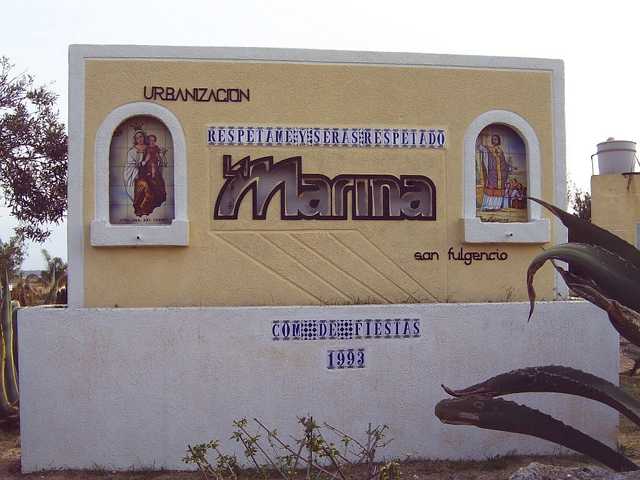 URBANIZACION
RESPETAME Y SERAS RESPETADO
La Marina
san fulgencio
COM DE FIESTAS
1993